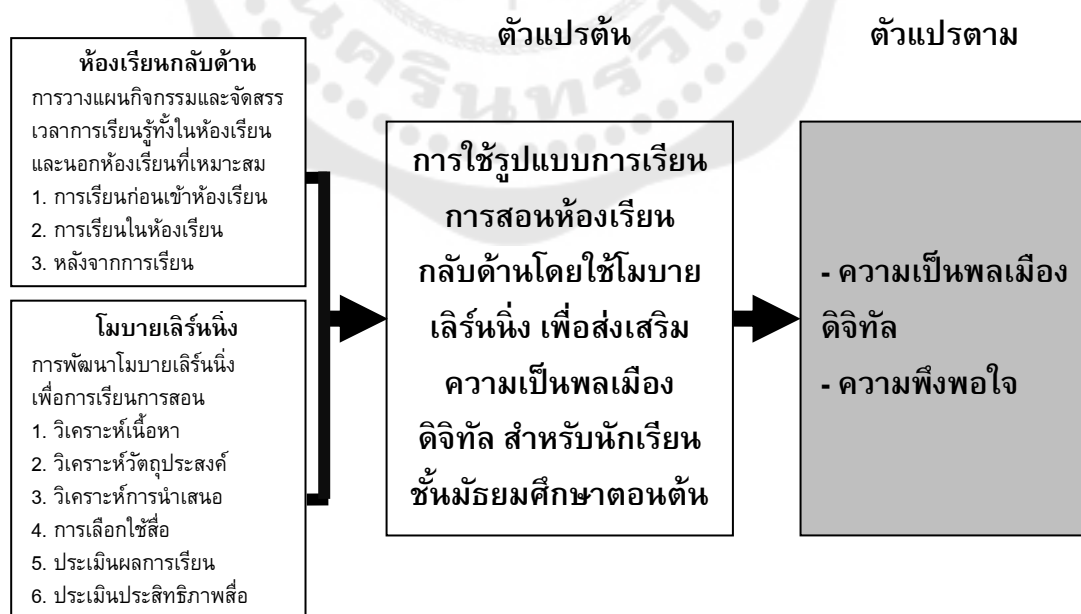 ตัวแปรต้น
ตัวแปรตาม
ห้องเรียนกลับด้าน
การวางแผนกิจกรรมและจัดสรร
เวลาการเรียนรู้ทั้งในห้องเรียน
และนอกห้องเรียนที่เหมาะสม
1. การเรียนก่อนเข้าห้องเรียน
2. การเรียนในห้องเรียน
3. หลังจากการเรียน
โมบายเลิร์นนิ่ง
การพัฒนาโมบายเลิร์นนิ่ง
เพื่อการเรียนการสอน
1. วิเคราะห์เนื้อหา
2. วิเคราะห์วัตถุประสงค์
3. วิเคราะห์การนำเสนอ
4. การเลือกใช้สื่อ
5. ประเมินผลการเรียน
6. ประเมินประสิทธิภาพสื่อ
การใช้รูปแบบการเรียน
การสอนห้องเรียน
กลับด้านโดยใช้โมบาย
เลิร์นนิ่ง เพื่อส่งเสริม
ความเป็นพลเมือง
ดิจิทัล สำหรับนักเรียน
ชั้นมัธยมศึกษาตอนต้น
- ความเป็นพลเมือง
ดิจิทัล
- ความพึงพอใจ